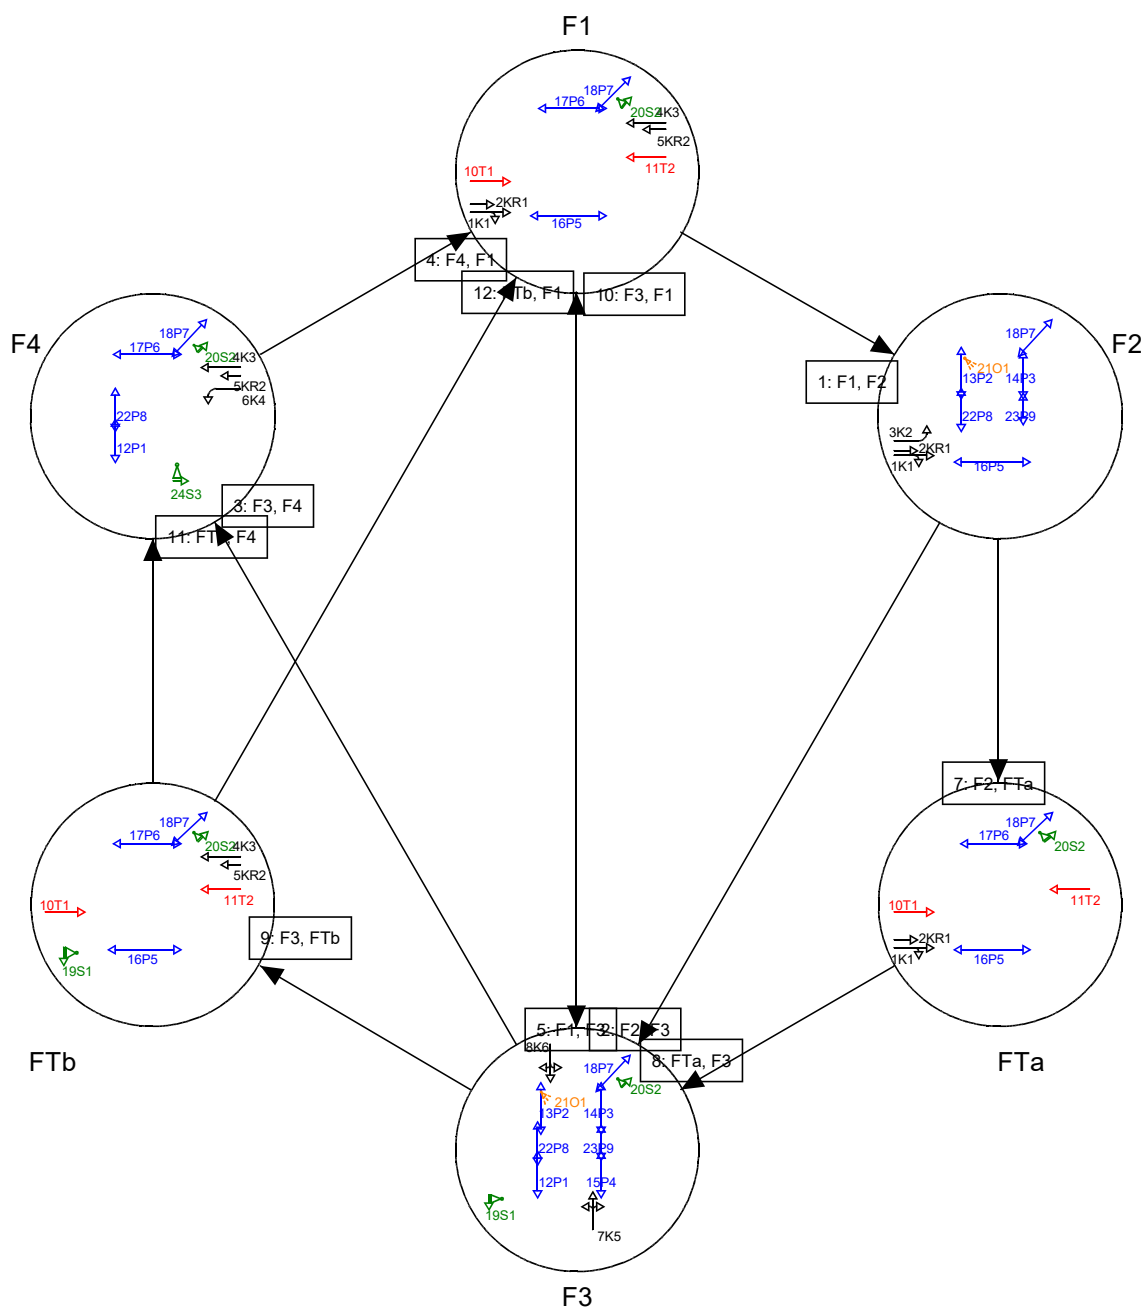 F1
18P7
17P6
20S2
4K3
5KR2
10T1
11T2
2KR1
1K1
16P5
4: F4, F1
12: FTb, F1
10: F3, F1
F4
18P7
17P6
20S2
4K3
5KR2
6K4
22P8
12P1
24S3
3: F3, F4
F2
18P7
21O1
13P2
14P3
22P8
23P9
3K2
2KR1
1K1
16P5
1: F1, F2
7: F2, FTa
18P7
17P6
20S2
4K3
5KR2
10T1
11T2
16P5
19S1
9: F3, FTb
FTb
18P7
17P6
20S2
10T1
11T2
2KR1
1K1
16P5
FTa
5: F1, F3
2: F2, F3
8: FTa, F3
8K6
18P7
20S2
21O1
13P2
14P3
22P8
23P9
12P1
15P4
19S1
7K5
F3